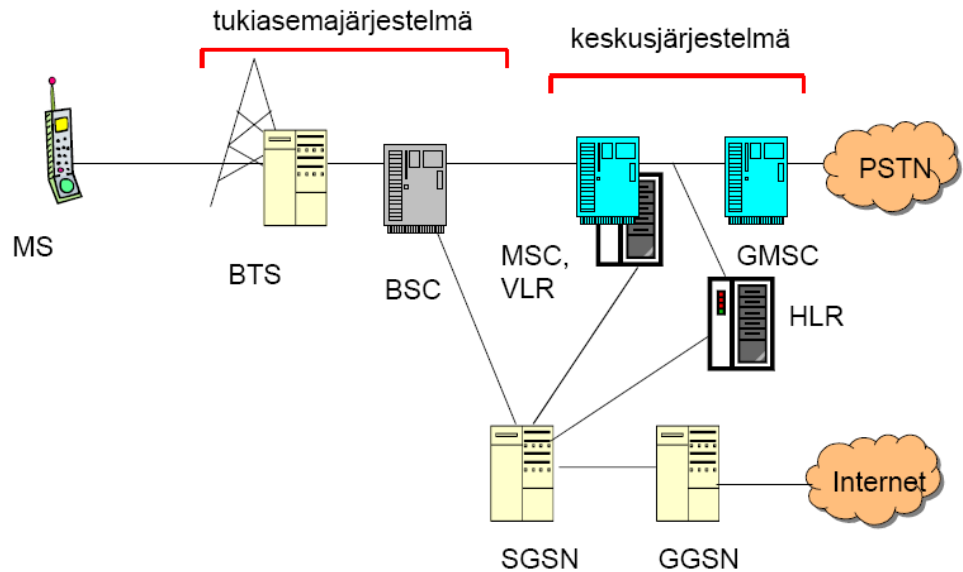 tukiasemajärjestelmä
keskusjärjestelmä
PSTN
MS
BTS
BSC
MSC,
VLR
GMSC
HLR
Internet
SGSN
GGSN